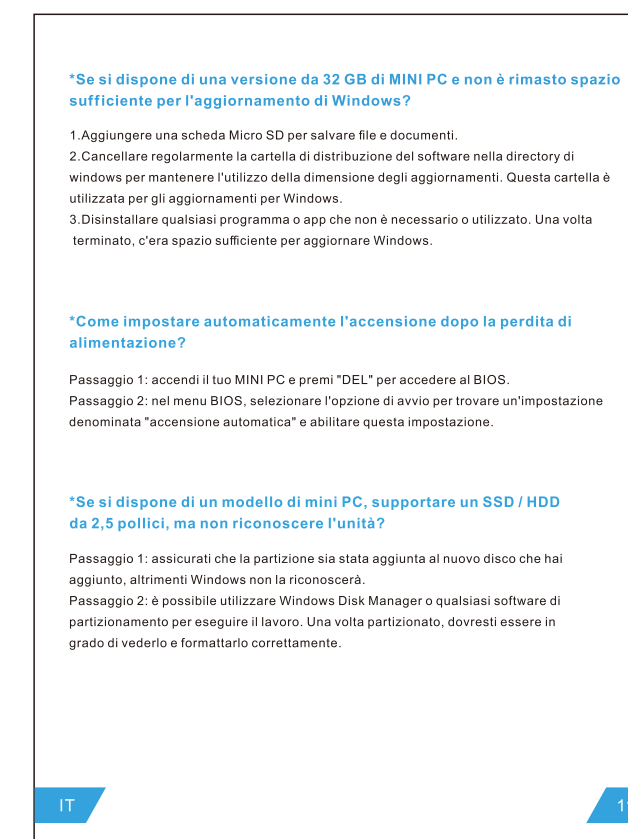 *Se si dispone di una versione da 32 GB di MINI PC e non è rimasto spazio
sufficiente per l'aggiornamento di Windows?
1.Aggiungere una scheda Micro SD per salvare file e documenti.
2.Cancellare regolarmente la cartella di distribuzione del software nella directory di
windows per mantenere l'utilizzo della dimensione degli aggiornamenti. Questa cartella è
utilizzata per gli aggiornamenti per Windows.
3.Disinstallare qualsiasi programma o app che non è necessario o utilizzato. Una volta
terminato, c'era spazio sufficiente per aggiornare Windows.
*Come impostare automaticamente l'accensione dopo la perdita di
alimentazione?
Passaggio 1: accendi il tuo MINI PC e premi "DEL" per accedere al BIOS.
Passaggio 2: nel menu BIOS, selezionare l'opzione di avvio per trovare un'impostazione
denominata "accensione automatica" e abilitare questa impostazione.
*Se si dispone di un modello di mini PC, supportare un SSD / HDD
da 2,5 pollici, ma non riconoscere l'unità?
Passaggio 1: assicurati che la partizione sia stata aggiunta al nuovo disco che hai
aggiunto, altrimenti Windows non la riconoscerà.
Passaggio 2: è possibile utilizzare Windows Disk Manager o qualsiasi software di
partizionamento per eseguire il lavoro. Una volta partizionato, dovresti essere in
grado di vederlo e formattarlo correttamente.
IT